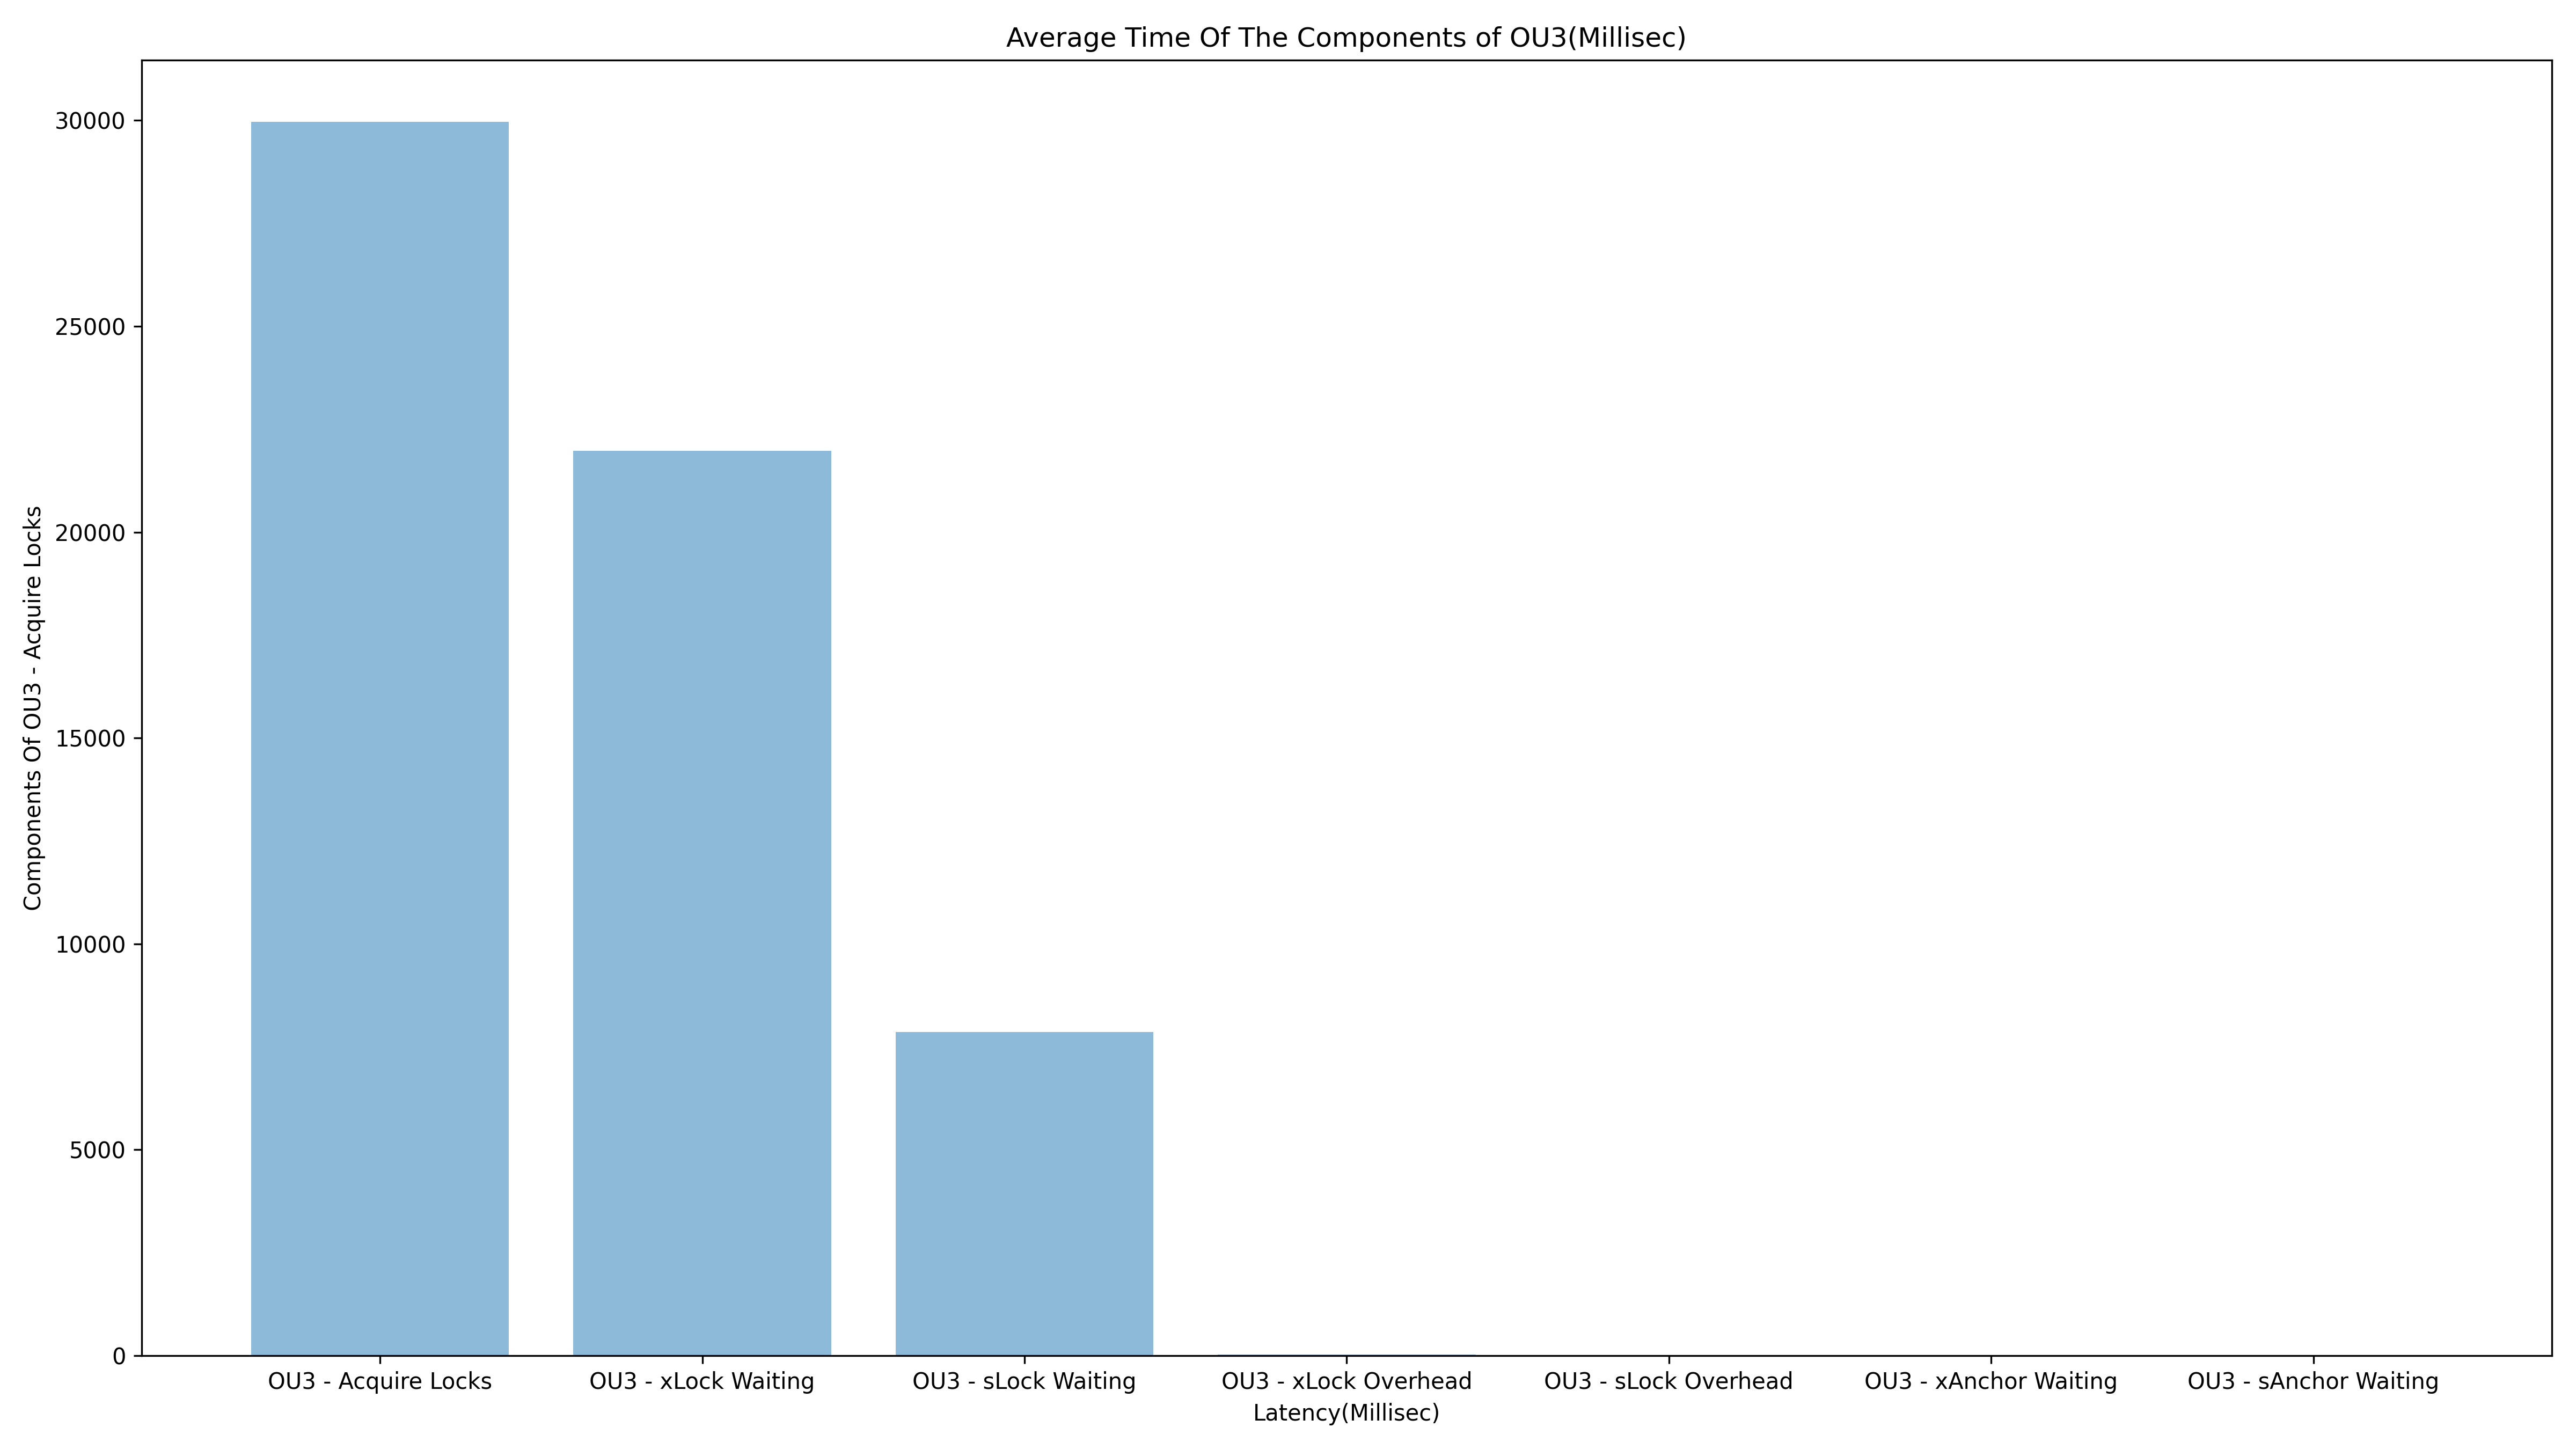 Average Time Of The Components of OU3(Millisec)
Components Of OU3 - Acquire Locks
30000
25000
20000
15000
10000
5000
0
OU3 - Acquire Locks
OU3 - xLock Waiting
OU3 - sLock Waiting
OU3 - xLock Overhead
OU3 - sLock Overhead
OU3 - xAnchor Waiting
OU3 - sAnchor Waiting
Latency(Millisec)